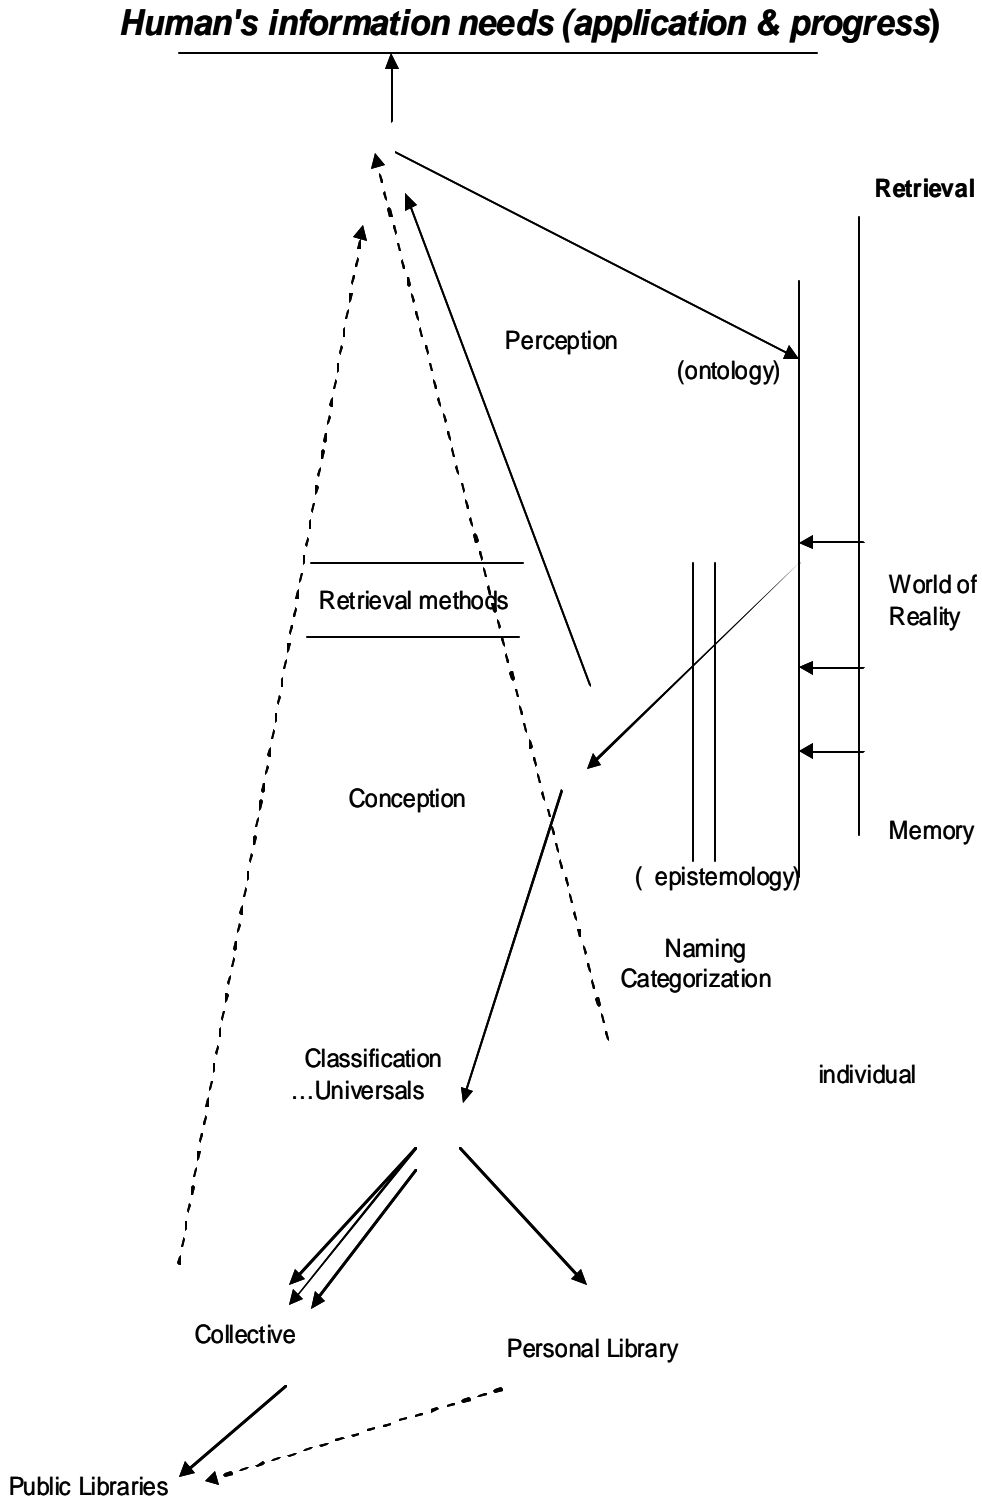 Human's information needs (application & progress)
Retrieval
Perception
(ontology)
World of
Reality
Retrieval methods
Conception
Memory
( epistemology)
Naming
Categorization
Classification
...Universals
individual
Collective
Personal Library
Public Libraries